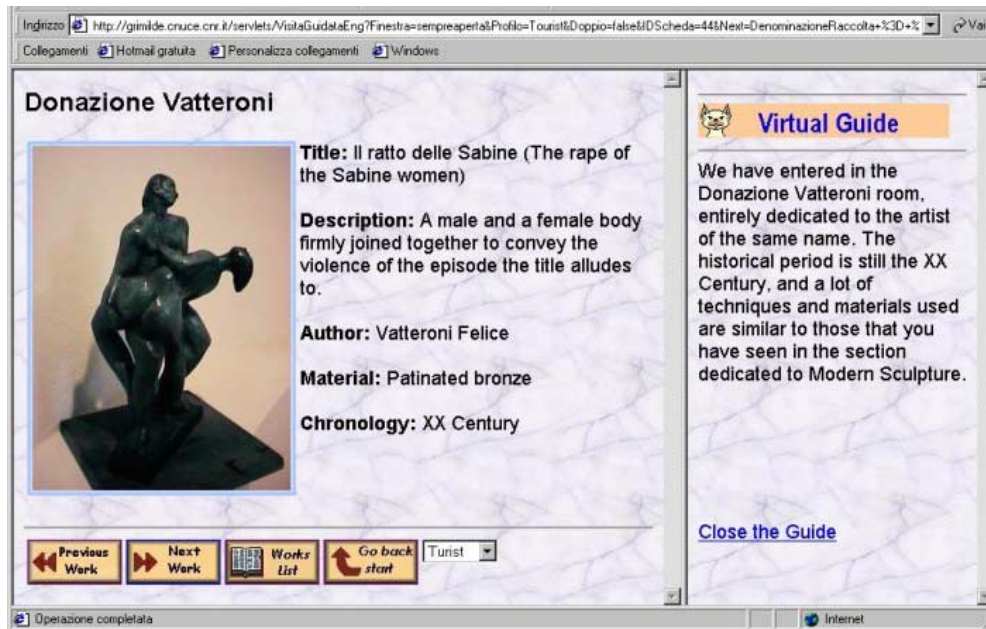 Indirizzo http://grimilde.cnuce.cnr.it/servlets/VisitaGuidataEng?Finestra=sempreaperta&Profilo=Tourist&Doppio=false&IDScheda=44&Next=DenominazioneRaccolta+%3D+% Vai
Collegamenti Hotmail gratuita Personalizza collegamenti Windows
Donazione Vatteroni
Title: Il ratto delle Sabine (The rape of
the Sabine women)
Description: A male and a female body
firmly joined together to convey the
violence of the episode the title alludes
to.
Author: Vatteroni Felice
Material: Patinated bronze
Chronology: XX Century
Previous
Work
Next
Work
Works
List
Go back
start
Turist
Virtual Guide
We have entered in the
Donazione Vatteroni room,
entirely dedicated to the artist
of the same name. The
historical period is still the XX
Century, and a lot of
techniques and materials used
are similar to those that you
have seen in the section
dedicated to Modern Sculpture.
Close the Guide
Operazione completata
Internet